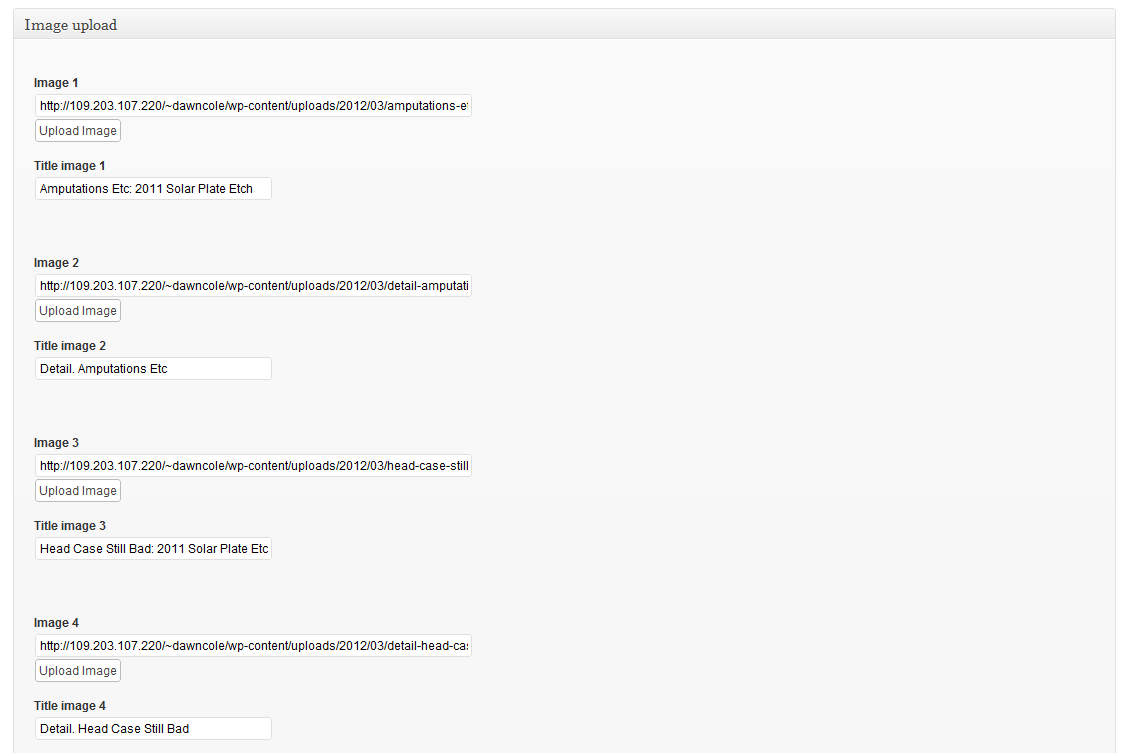 Image upload
Image 1
http://109.203.107.220/~dawncole/wp-content/uploads/2012/03/amputations-et
Upload Image
Title image 1
Amputations Etc: 2011 Solar Plate Etch
Image 2
http://109.203.107.220/~dawncole/wp-content/uploads/2012/03/detail-amputati
Upload Image
Title image 2
Detail. Amputations Etc
Image 3
http://109.203.107.220/~dawncole/wp-content/uploads/2012/03/head-case-still
Upload Image
Title image 3
Head Case Still Bad: 2011 Solar Plate Etc
Image 4
http://109.203.107.220/~dawncole/wp-content/uploads/2012/03/detail-head-cas
Upload Image
Title image 4
Detail. Head Case Still Bad